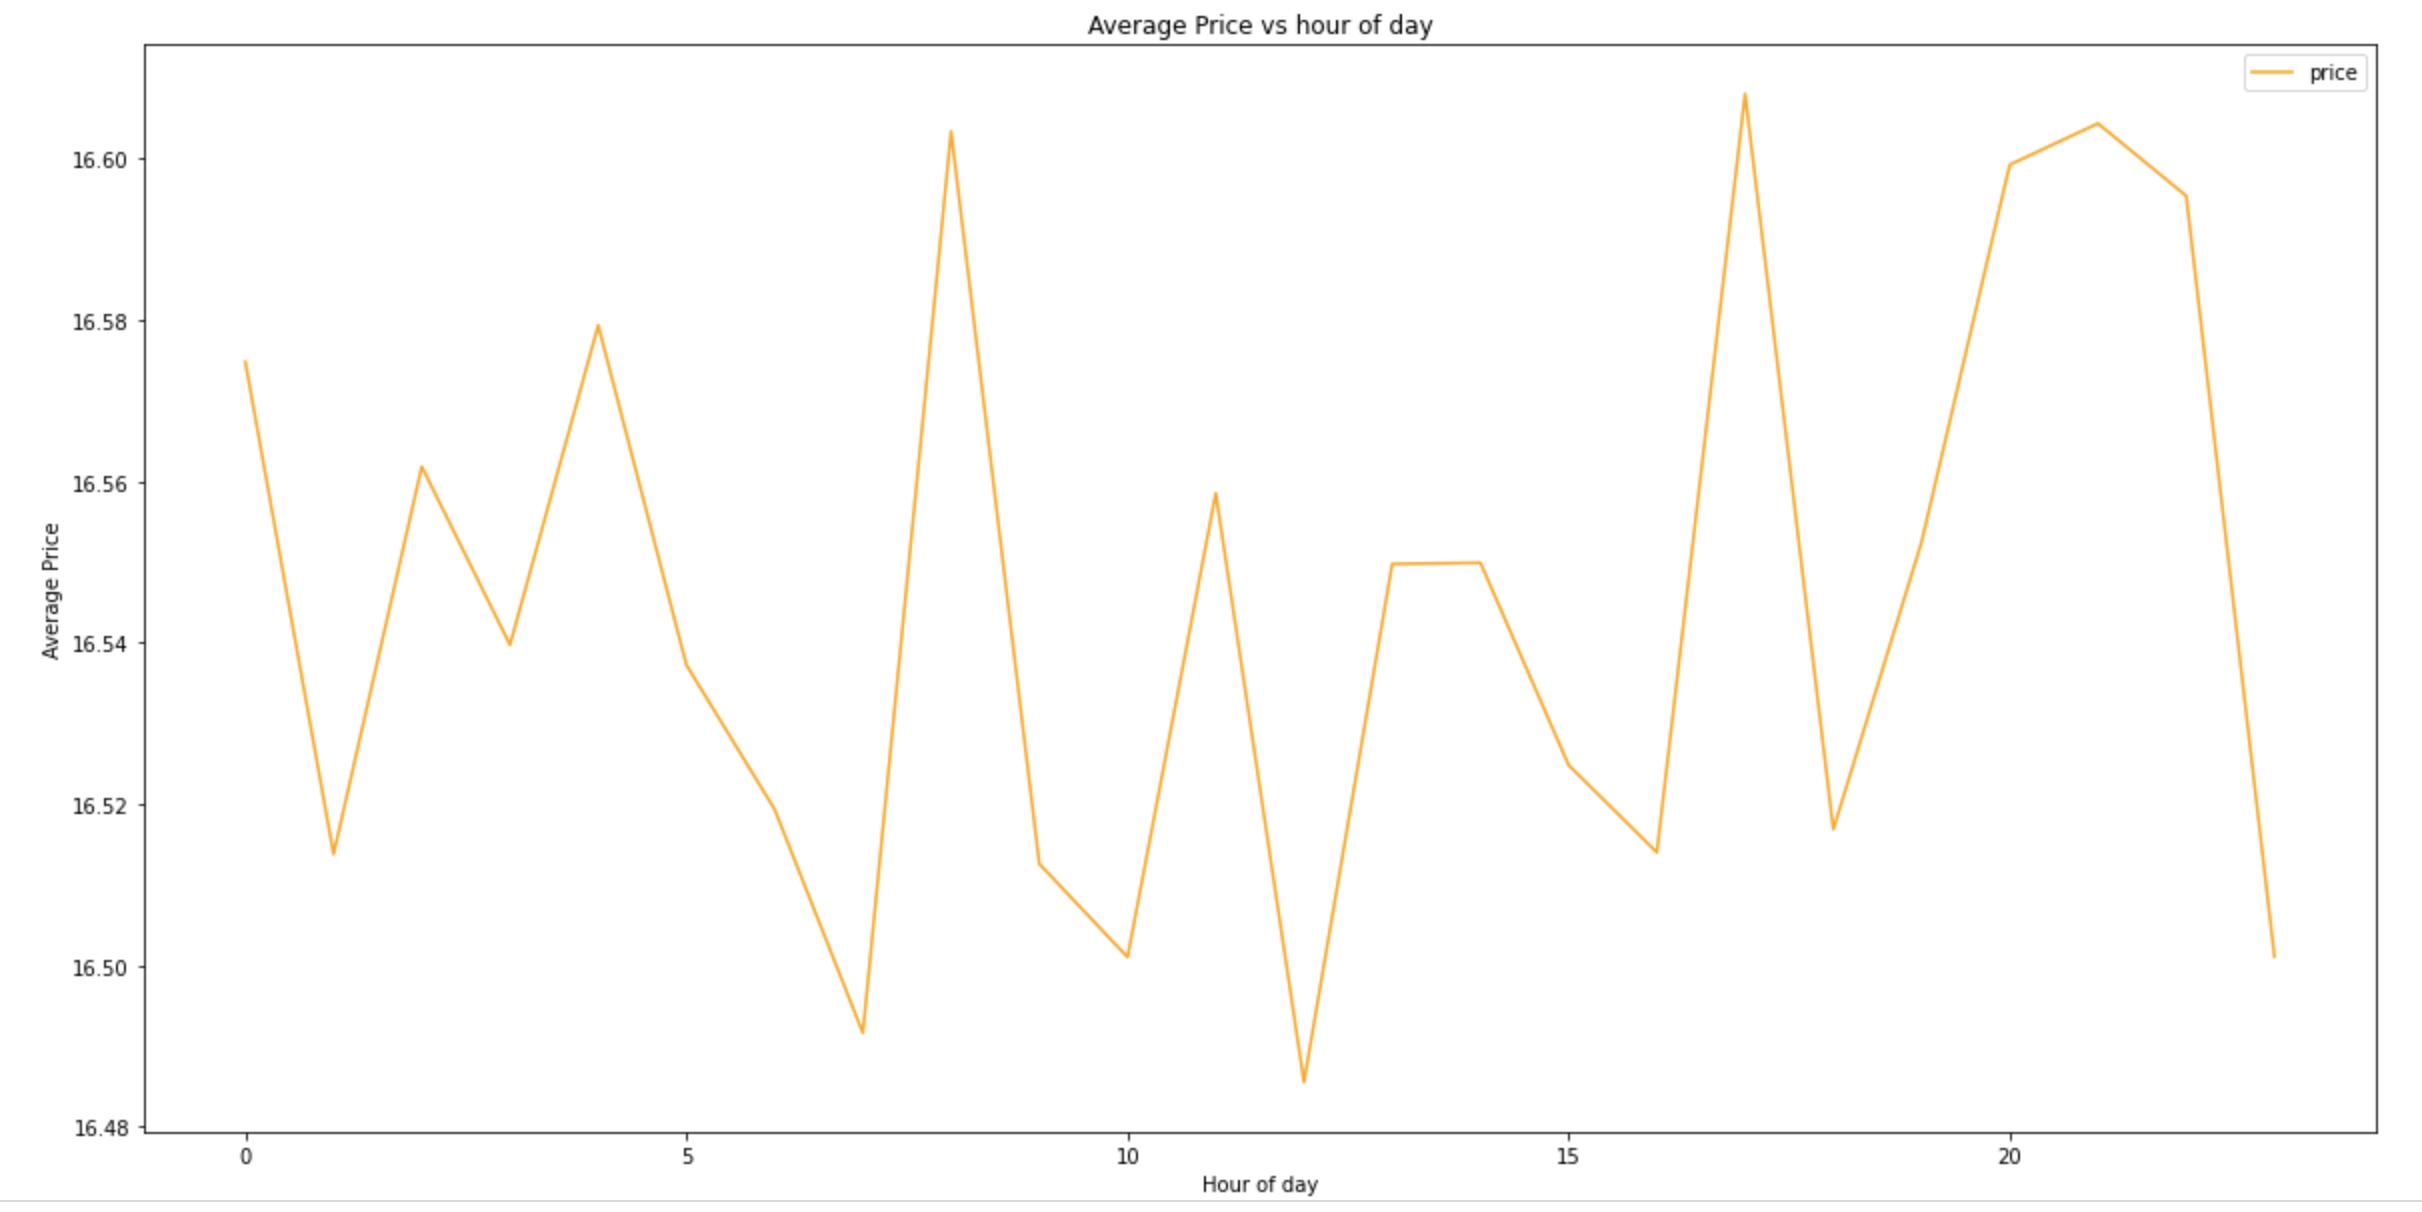 Average Price vs hour of day
price
16.60
16.58
16.56
16.54
16.52
16.50
16.48
Average Price
0 5 10 15 20
Hour of day